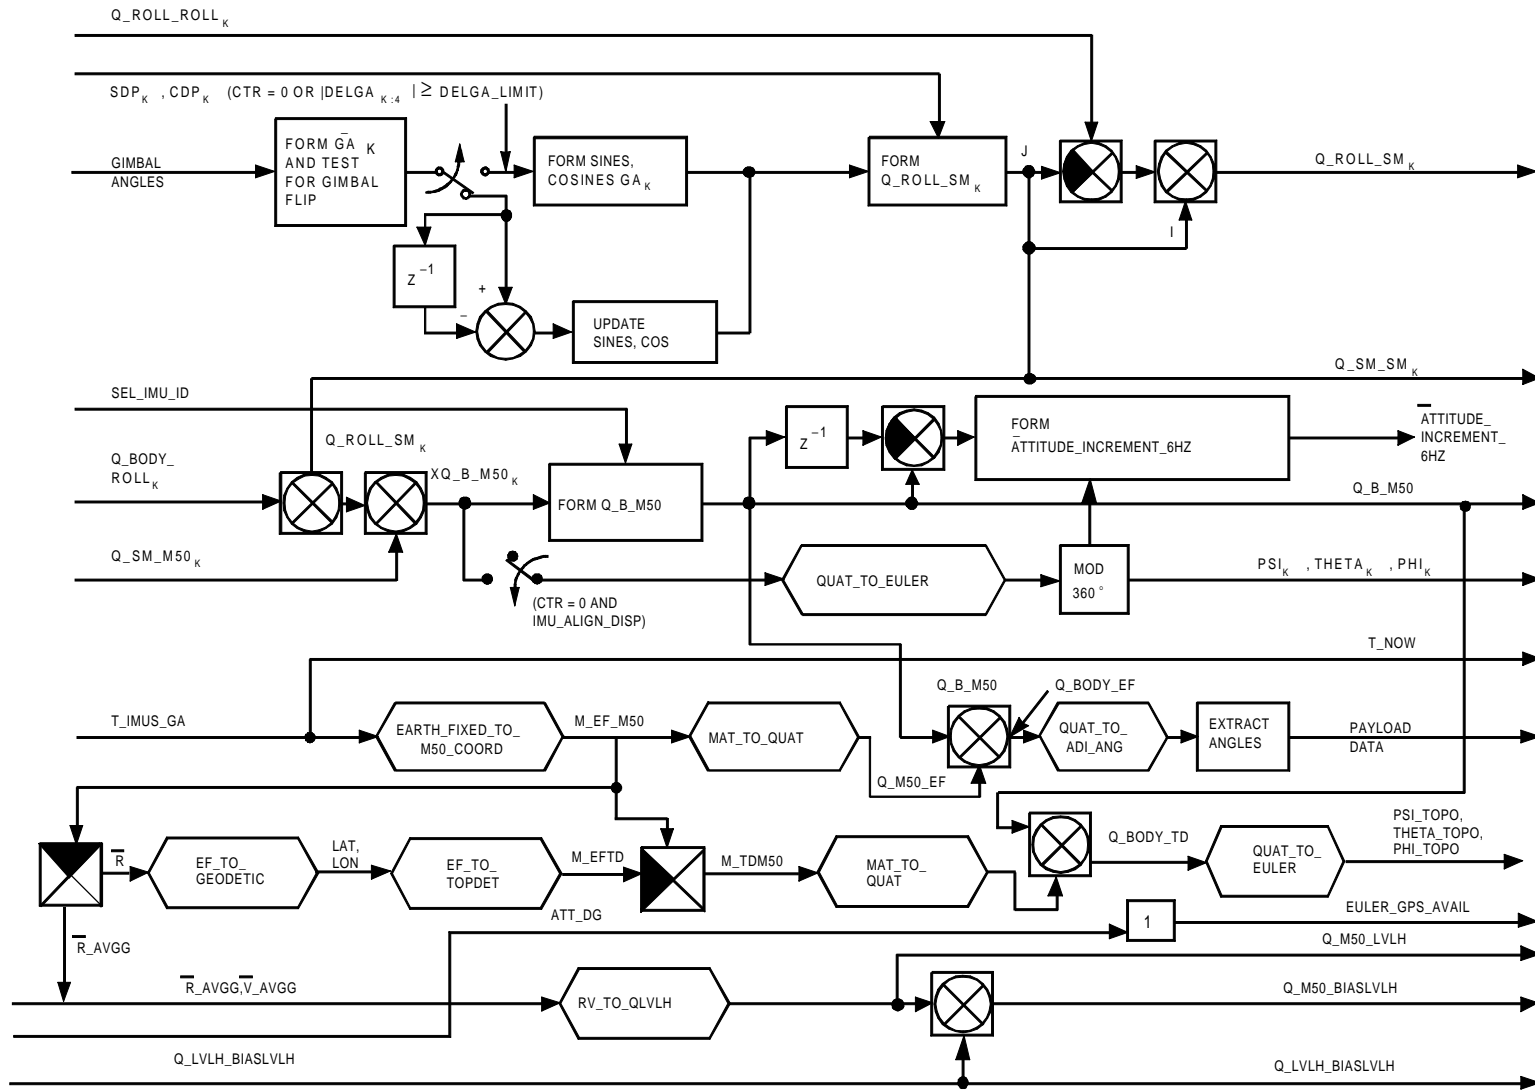 Q_ROLL_ROLL K
SDP K , CDP K (CTR = 0 OR |DELGA K:4 | ≥ DELGA_LIMIT)
GIMBAL
ANGLES
FORM GA K
AND TEST
FOR GIMBAL
FLIP
FORM SINES,
COSINES GA K
FORM
Q_ROLL_SM K
J
I
Q_ROLL_SM K
Z –1
+
–
UPDATE
SINES, COS
Q_SM_SM K
SEL_IMU_ID
Q_ROLL_SM K
Q_BODY_
ROLL K
XQ_B_M50 K
FORM Q_B_M50
Z –1
FORM
ATTITUDE_INCREMENT_6HZ
ATTITUDE_
INCREMENT_
6HZ
Q_B_M50
Q_SM_M50 K
(CTR = 0 AND
IMU_ALIGN_DISP)
QUAT_TO_EULER
MOD
360°
PSI K , THETA K , PHI K
T_NOW
T_IMUS_GA
EARTH_FIXED_TO_
M50_COORD
M_EF_M50
MAT_TO_QUAT
Q_B_M50
Q_BODY_EF
Q_M50_EF
QUAT_TO_
ADI_ANG
EXTRACT
ANGLES
PAYLOAD
DATA
R
EF_TO_
GEODETIC
LAT,
LON
EF_TO_
TOPDET
M_EFTD
M_TDM50
MAT_TO_
QUAT
Q_BODY_TD
QUAT_TO_
EULER
PSI_TOPO,
THETA_TOPO,
PHI_TOPO
ATT_DG
1
EULER_GPS_AVAIL
R_AVGG
Q_M50_LVLH
R_AVGG,V_AVGG
RV_TO_QLVLH
Q_M50_BIASLVLH
Q_LVLH_BIASLVLH
Q_LVLH_BIASLVLH